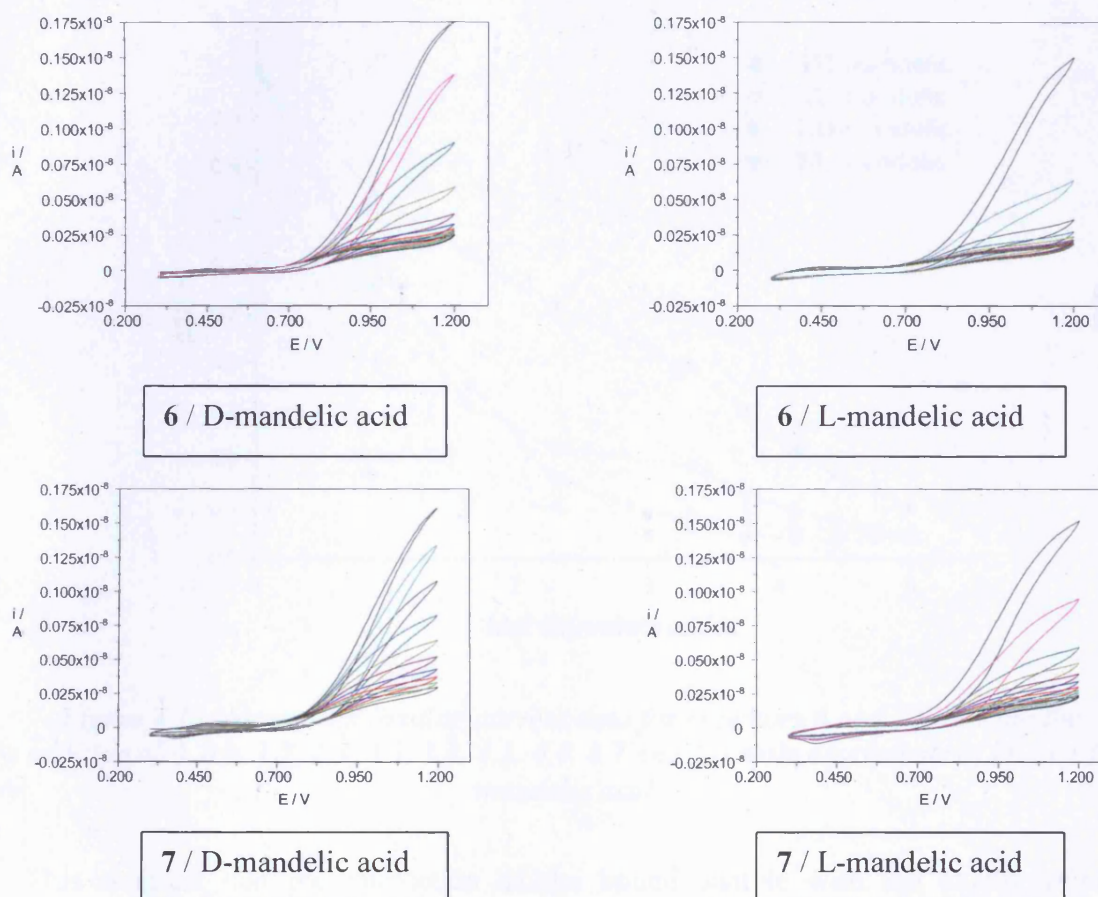 0.175x10⁻⁸
0.150x10⁻⁸
0.125x10⁻⁸
0.100x10⁻⁸
i /
A
0.075x10⁻⁸
0.050x10⁻⁸
0.025x10⁻⁸
0
-0.025x10⁻⁸
0.200 0.450 0.700 0.950 1.200
E / V
6 / D-mandelic acid
0.175x10⁻⁸
0.150x10⁻⁸
0.125x10⁻⁸
0.100x10⁻⁸
i /
A
0.075x10⁻⁸
0.050x10⁻⁸
0.025x10⁻⁸
0
-0.025x10⁻⁸
0.200 0.450 0.700 0.950 1.200
E / V
6 / L-mandelic acid
0.175x10⁻⁸
0.150x10⁻⁸
0.125x10⁻⁸
0.100x10⁻⁸
i /
A
0.075x10⁻⁸
0.050x10⁻⁸
0.025x10⁻⁸
0
-0.025x10⁻⁸
0.200 0.450 0.700 0.950 1.200
E / V
7 / D-mandelic acid
0.175x10⁻⁸
0.150x10⁻⁸
0.125x10⁻⁸
0.100x10⁻⁸
i /
A
0.075x10⁻⁸
0.050x10⁻⁸
0.025x10⁻⁸
0
-0.025x10⁻⁸
0.200 0.450 0.700 0.950 1.200
E / V
7 / L-mandelic acid